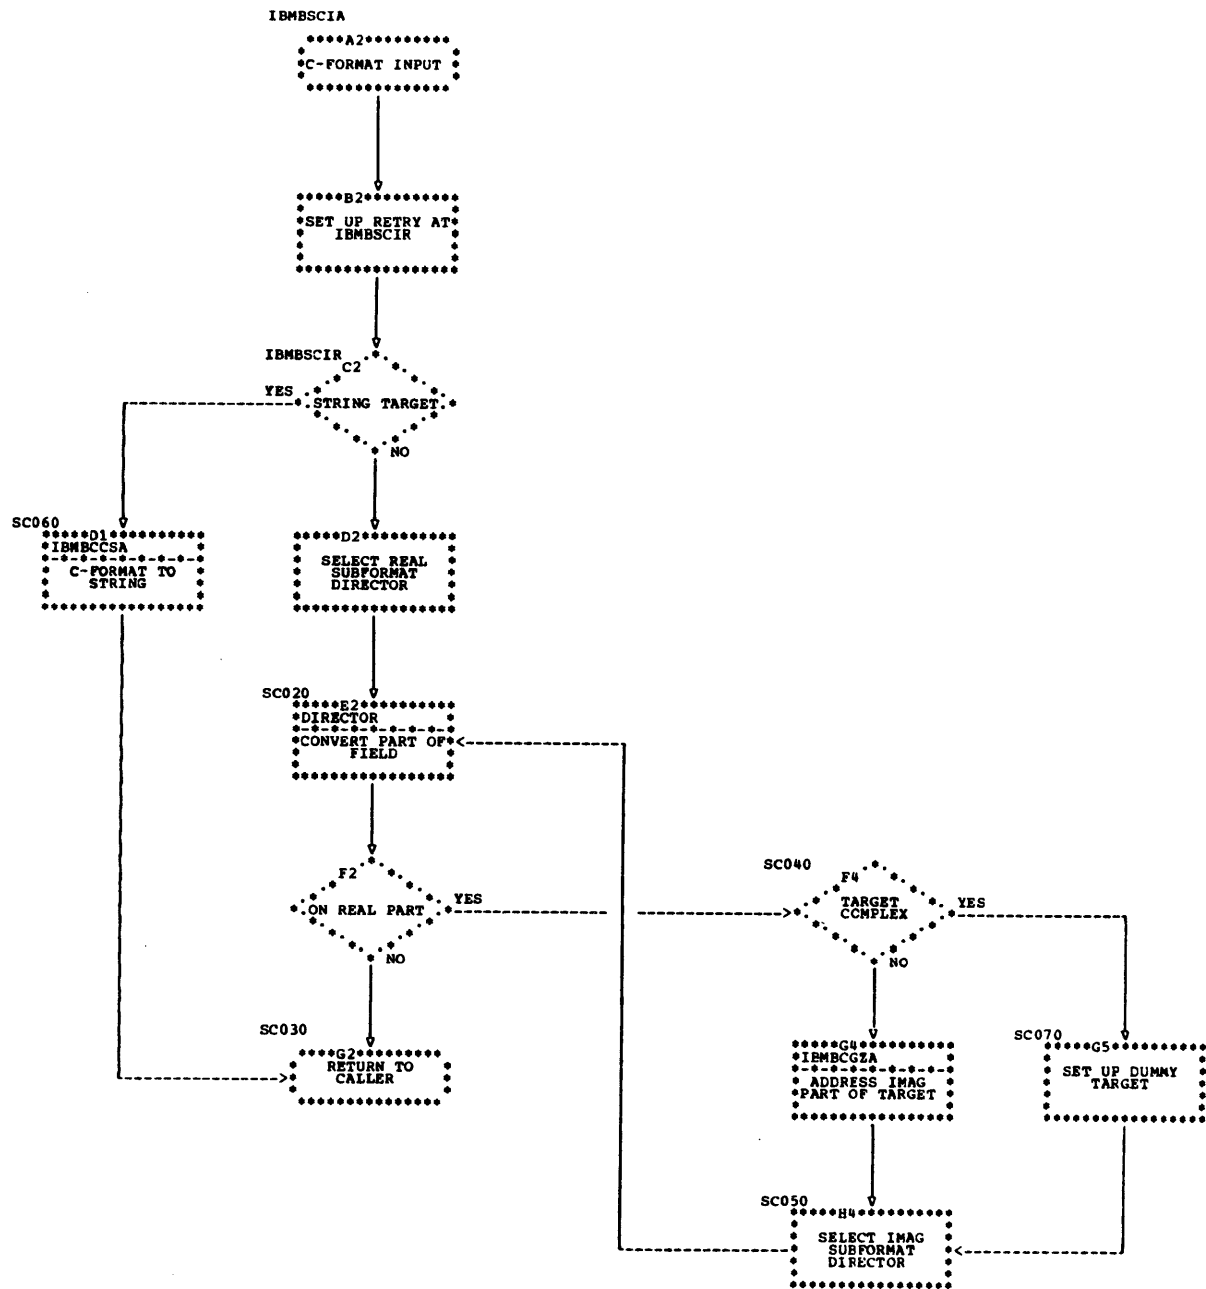 IBMBSCIA
A2
C-FORMAT INPUT
B2
SET UP RETRY AT
IBMBSCIR
IBMBSCIR
C2
YES
STRING TARGET
NO
SC060
D1
IBMBCCSA
C-FORMAT TO
STRING
D2
SELECT REAL
SUBFORMAT
DIRECTOR
SC020
E2
DIRECTOR
CONVERT PART OF
FIELD
F2
ON REAL PART
YES
NO
SC040
F4
TARGET
COMPLEX
YES
NO
SC030
G2
RETURN TO
CALLER
G4
IBMBCGZA
ADDRESS IMAG
PART OF TARGET
SC070
G5
SET UP DUMMY
TARGET
SC050
H4
SELECT IMAG
SUBFORMAT
DIRECTOR